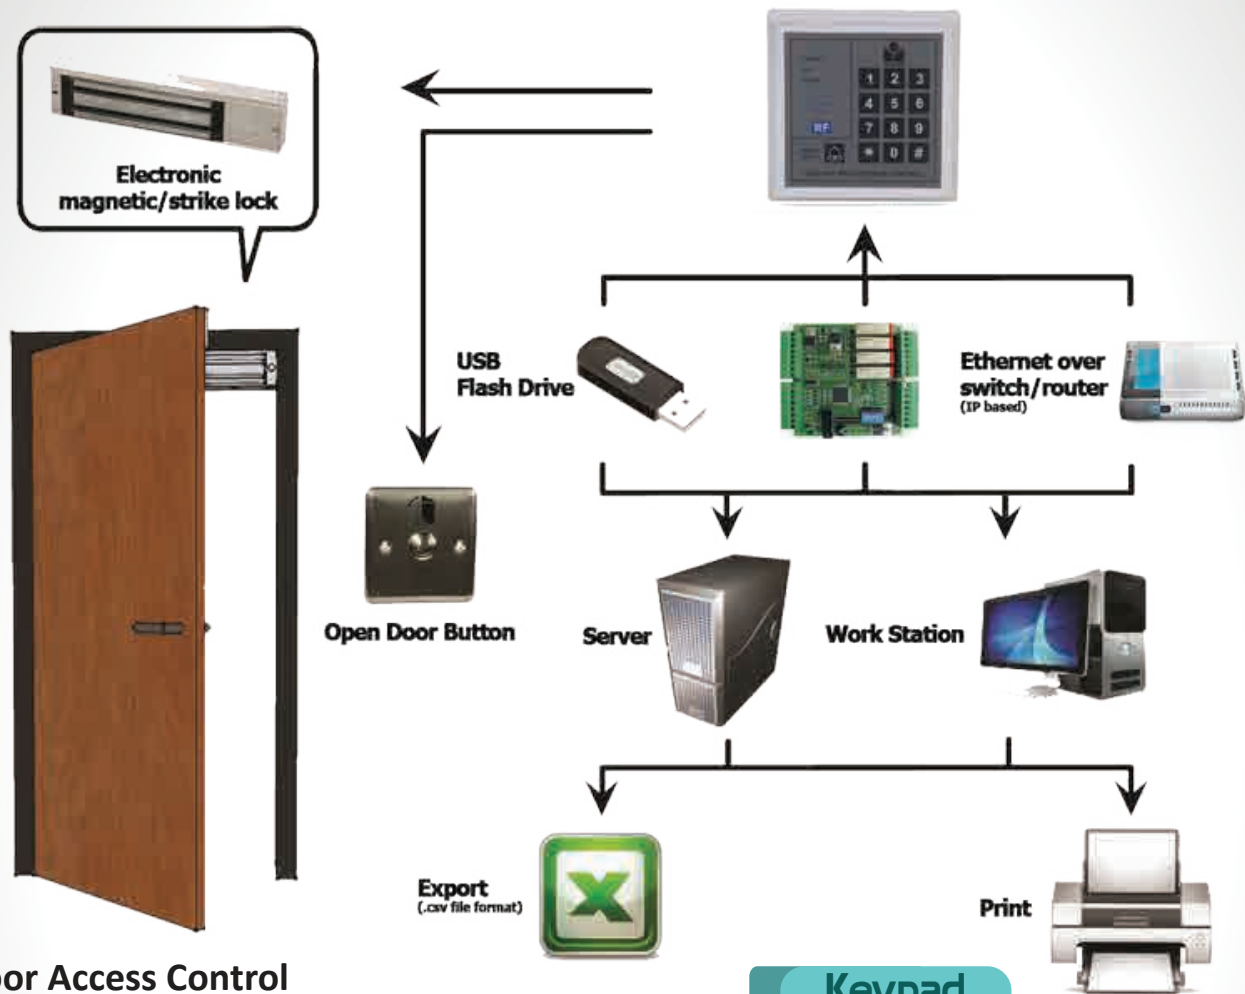 1 2 3
4 5 6
RF
7 8 9
* 0 #
Electronic
magnetic/strike lock
USB
Flash Drive
Ethernet over
switch/router
(IP based)
Open Door Button
Server
Work Station
Export
(.csv file format)
X
Print
oor Access Control
Keypad